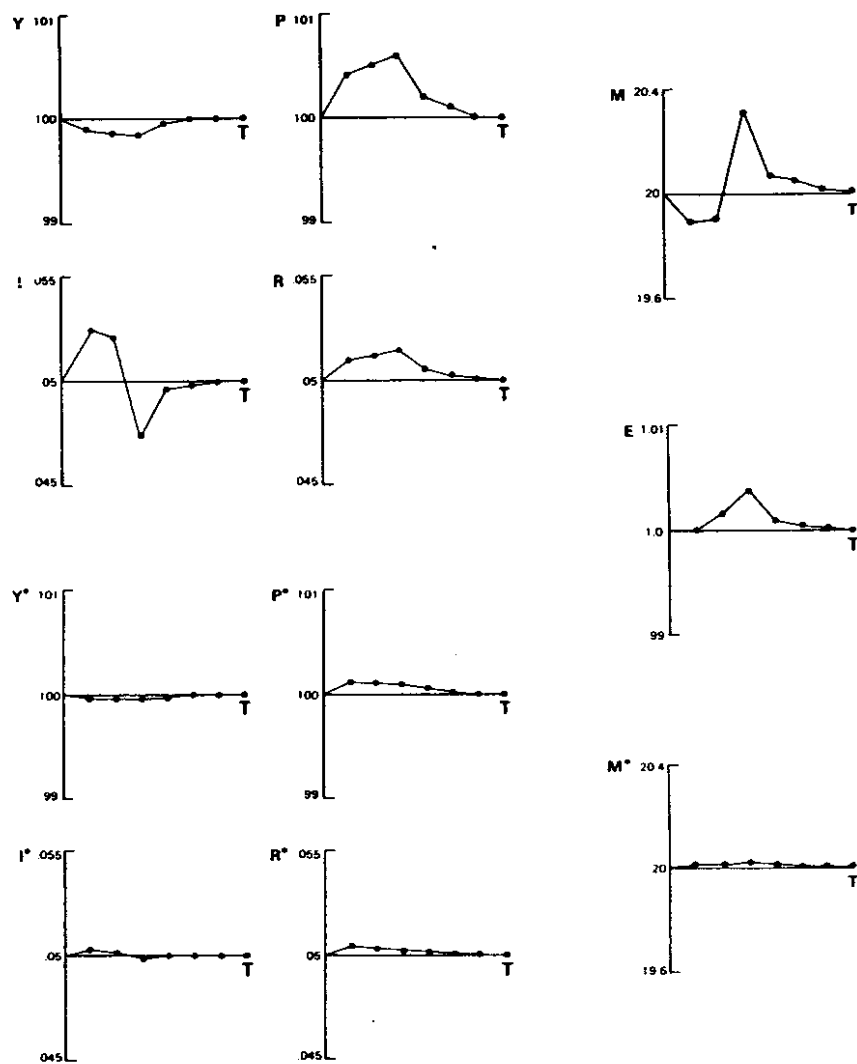 Y 101
100
T
99
P 101
100
T
99
M 20.4
20
T
19.6
I .055
.05
T
.045
R .055
.05
T
.045
E 1.01
1.0
T
.99
Y* 101
100
T
99
P* 101
100
T
99
M* 20.4
20
T
19.6
I* .055
.05
T
.045
R* .055
.05
T
.045